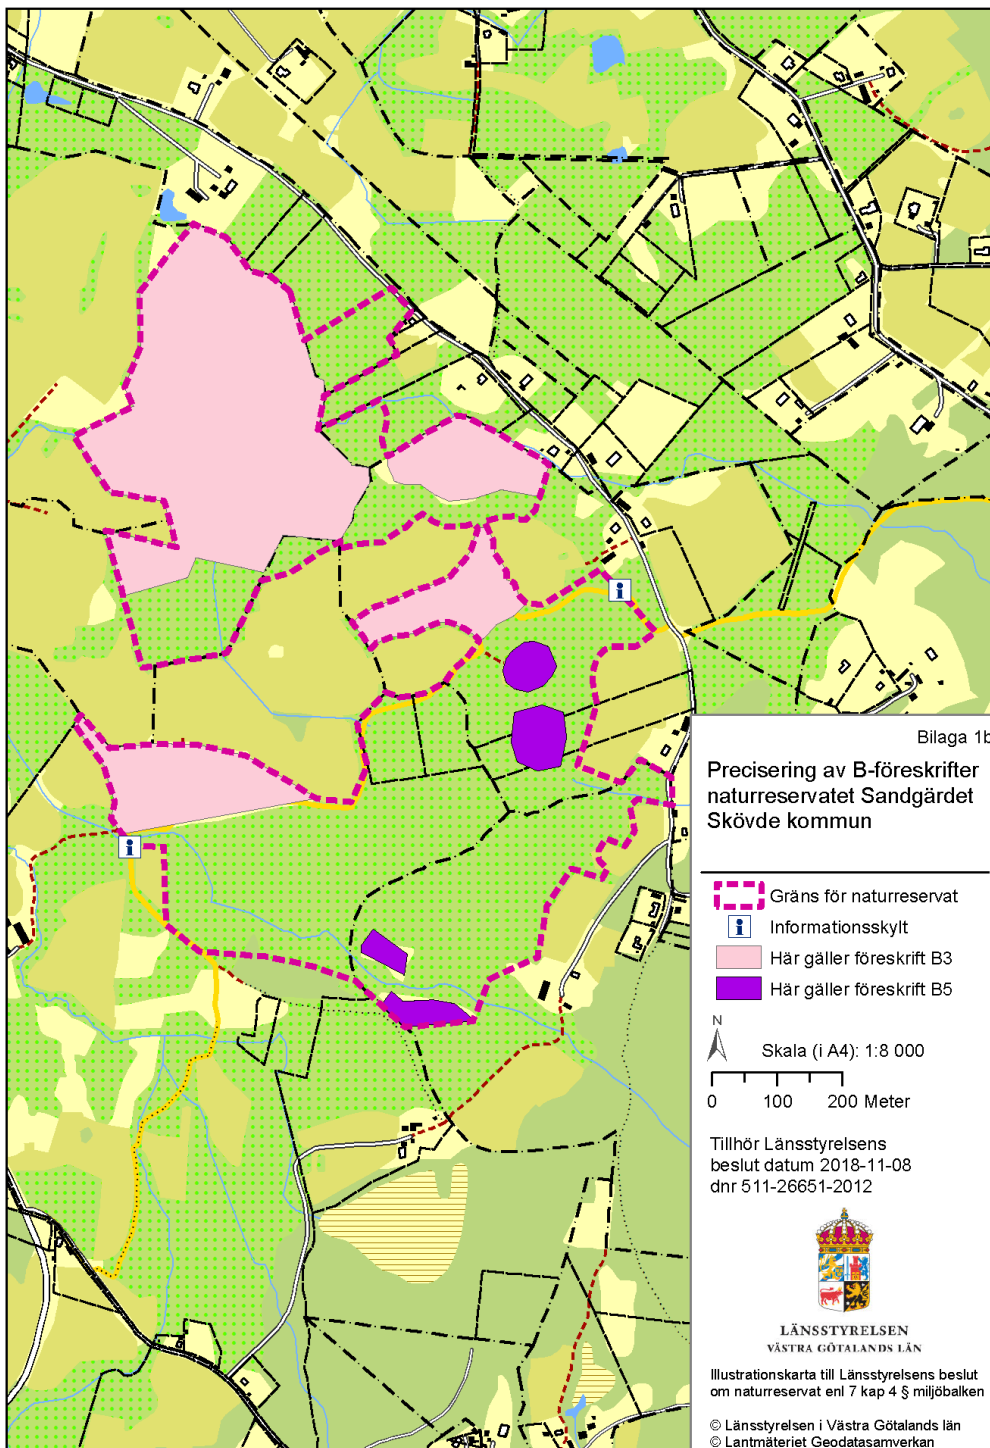 Bilaga 1b
Precisering av B-föreskrifter
naturreservatet Sandgärdet
Skövde kommun
Gräns för naturreservat
i Informationsskylt
Här gäller föreskrift B3
Här gäller föreskrift B5
N
Skala (i A4): 1:8 000
0 100 200 Meter
Tillhör Länsstyrelsens
beslut datum 2018-11-08
dnr 511-26651-2012
LÄNSSTYRELSEN
VÄSTRA GÖTALANDS LÄN
Illustrationskarta till Länsstyrelsens beslut
om naturreservat enl 7 kap 4 § miljöbalken
© Länsstyrelsen i Västra Götalands län
© Lantmäteriet Geodatasamverkan
i
i